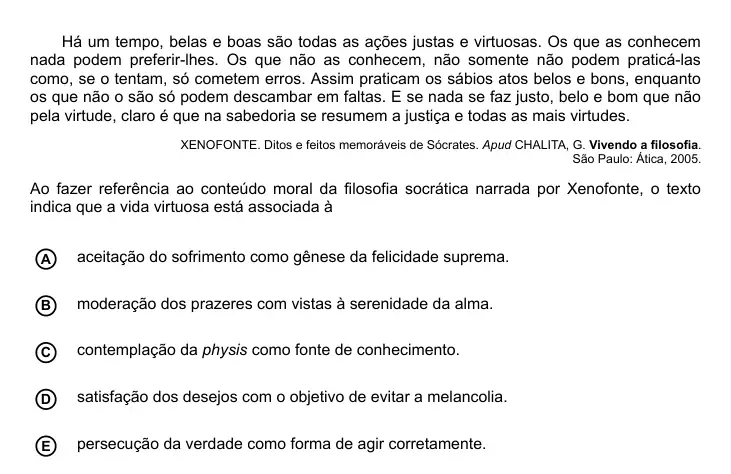 Há um tempo, belas e boas são todas as ações justas e virtuosas. Os que as conhecem
nada podem preferir-lhes. Os que não as conhecem, não somente não podem praticá-las
como, se o tentam, só cometem erros. Assim praticam os sábios atos belos e bons, enquanto
os que não o são só podem descambar em faltas. E se nada se faz justo, belo e bom que não
pela virtude, claro é que na sabedoria se resumem a justiça e todas as mais virtudes.
XENOFONTE. Ditos e feitos memoráveis de Sócrates. Apud CHALITA, G. Vivendo a filosofia.
São Paulo: Ática, 2005.
Ao fazer referência ao conteúdo moral da filosofia socrática narrada por Xenofonte, o texto
indica que a vida virtuosa está associada à
A aceitação do sofrimento como gênese da felicidade suprema.
B moderação dos prazeres com vistas à serenidade da alma.
C contemplação da physis como fonte de conhecimento.
D satisfação dos desejos com o objetivo de evitar a melancolia.
E persecução da verdade como forma de agir corretamente.